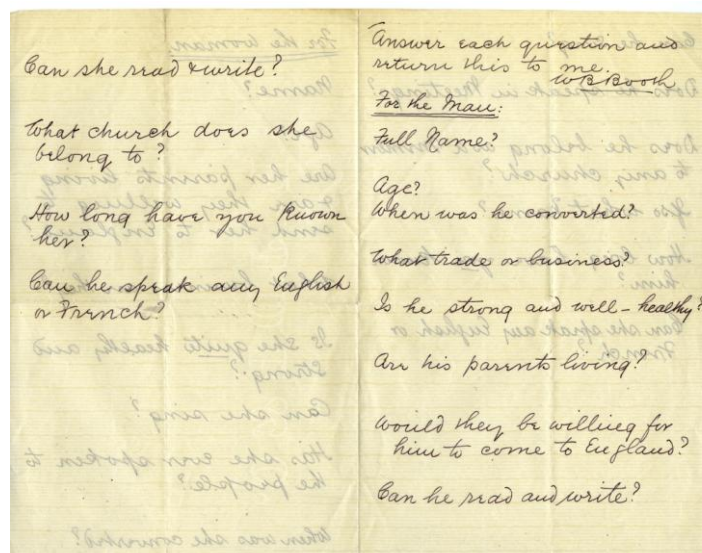 Can she read & write?
What church does she
belong to?
How long have you known
her?
Can he speak any English
or French?
Answer each question and
return this to me.
WB Booth
For the Man:
Full Name?
Age?
When was he converted?
What trade or business?
Is he strong and well-healthy?
Are his parents living?
Would they be willing for
him to come to England?
Can he read and write?